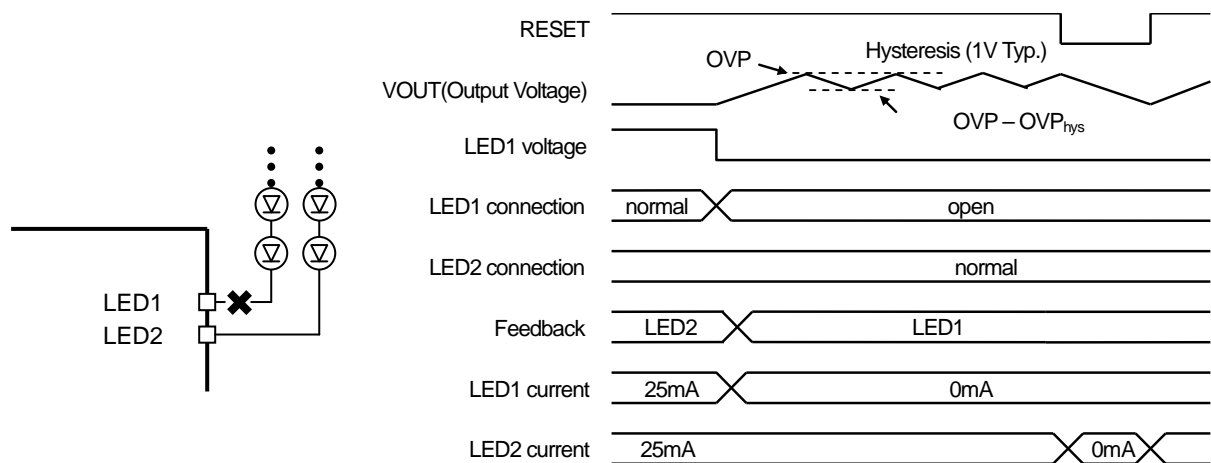 RESET
OVP
Hysteresis (1V Typ.)
VOUT(Output Voltage)
OVP – OVPhys
LED1 voltage
LED1 connection
normal
open
LED2 connection
normal
LED1
LED2
Feedback
LED2
LED1
LED1 current
25mA
0mA
LED2 current
25mA
0mA